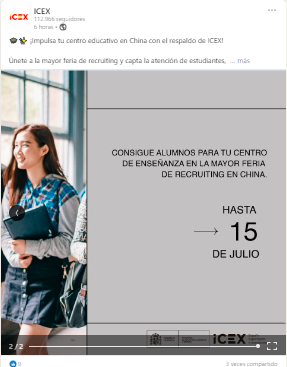 ICEX
ICEX
112.966 seguidores
6 horas •
¡Impulsa tu centro educativo en China con el respaldo de ICEX!
Únete a la mayor feria de recruiting y capta la atención de estudiantes, ... más
CONSIGUE ALUMNOS PARA TU CENTRO
DE ENSEÑANZA EN LA MAYOR FERIA
DE RECRUITING EN CHINA.
HASTA
15
DE JULIO
2 / 2
ICEX
9
2 veces compartido